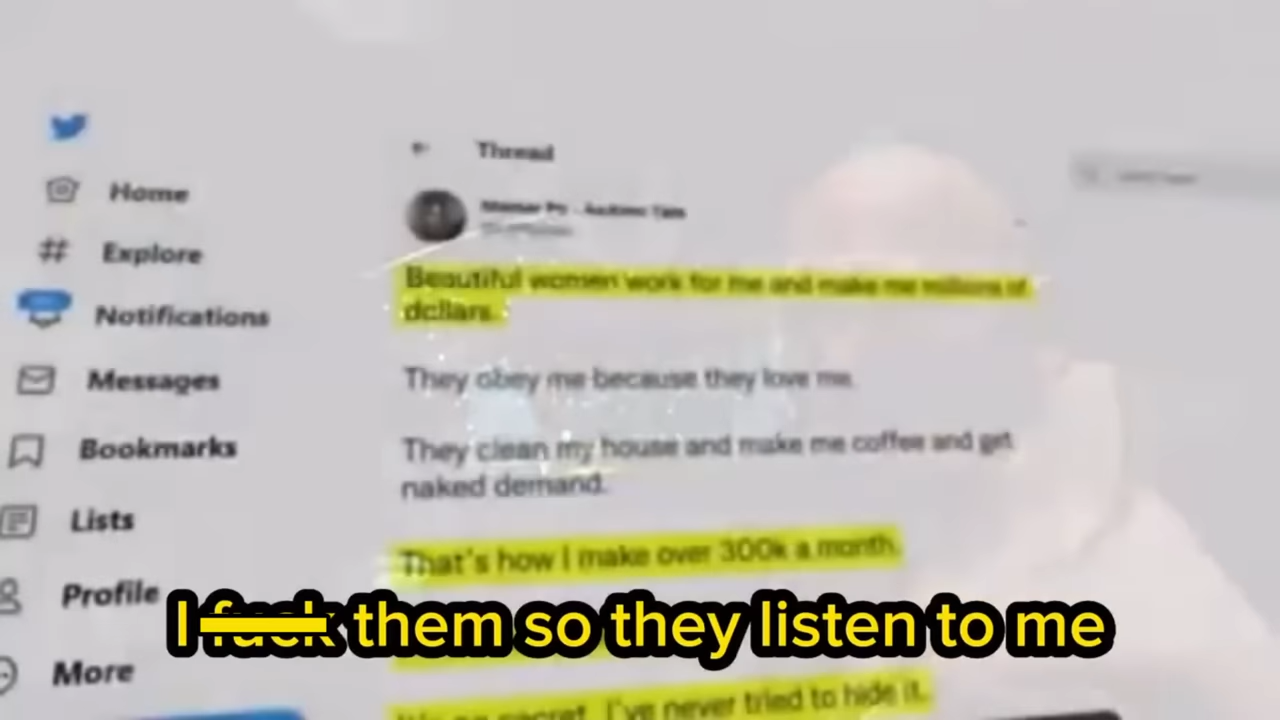 Home
Explore
Notifications
Messages
Bookmarks
Lists
Profile
More
Thread
Beautiful women work for me and make me millions of
dollars.
They obey me because they love me.
They clean my house and make me coffee and get
naked demand.
That's how I make over 300k a month.
I fuck them so they listen to me
secret. I've never tried to hide it.